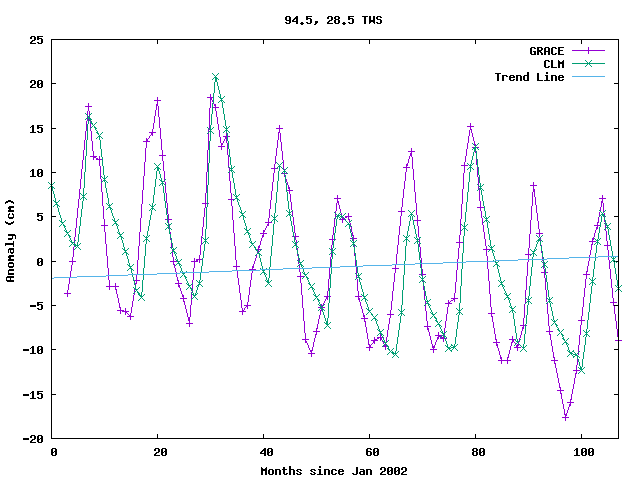 94.5, 28.5 TWS
GRACE
CLM
Trend Line
25
20
15
10
5
0
-5
-10
-15
-20
Anomaly (cm)
0 20 40 60 80 100
Months since Jan 2002